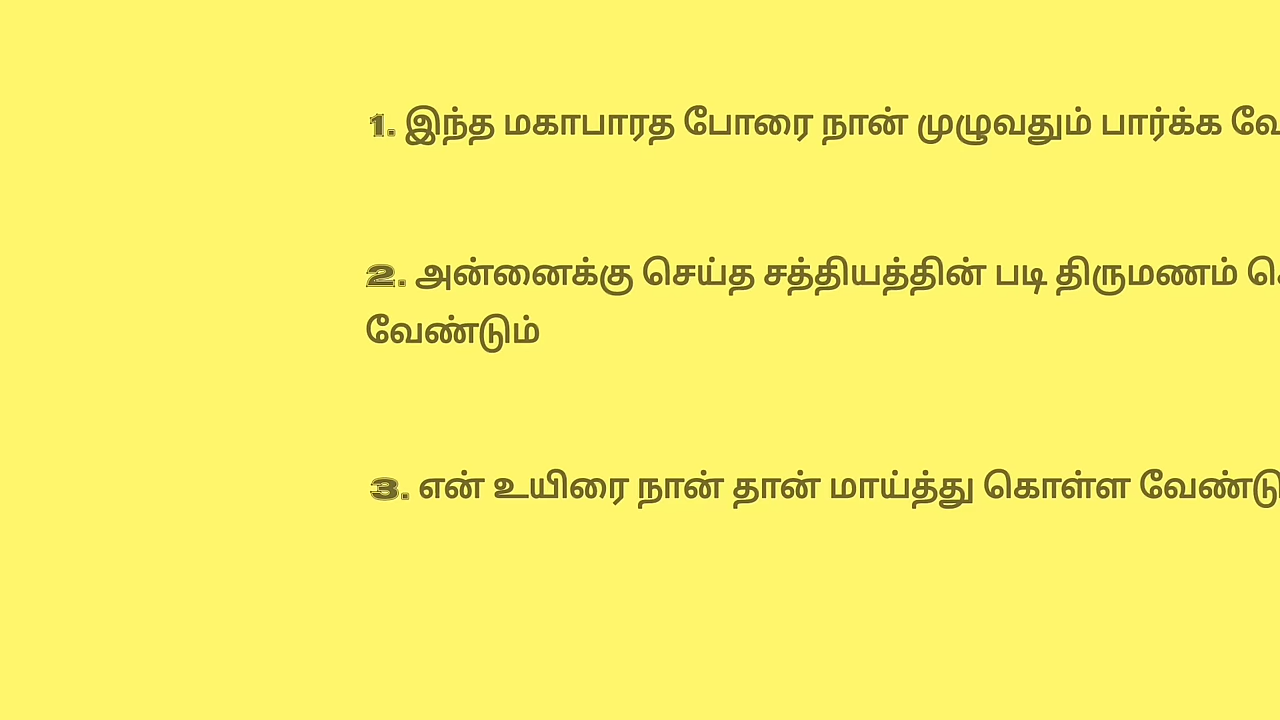 1. இந்த மகாபாரத போரை நான் முழுவதும் பார்க்க
2. அன்னைக்கு செய்த சத்தியத்தின் படி திருமணம்
வேண்டும்
3. என் உயிரை நான் தான் மாய்த்து கொள்ள